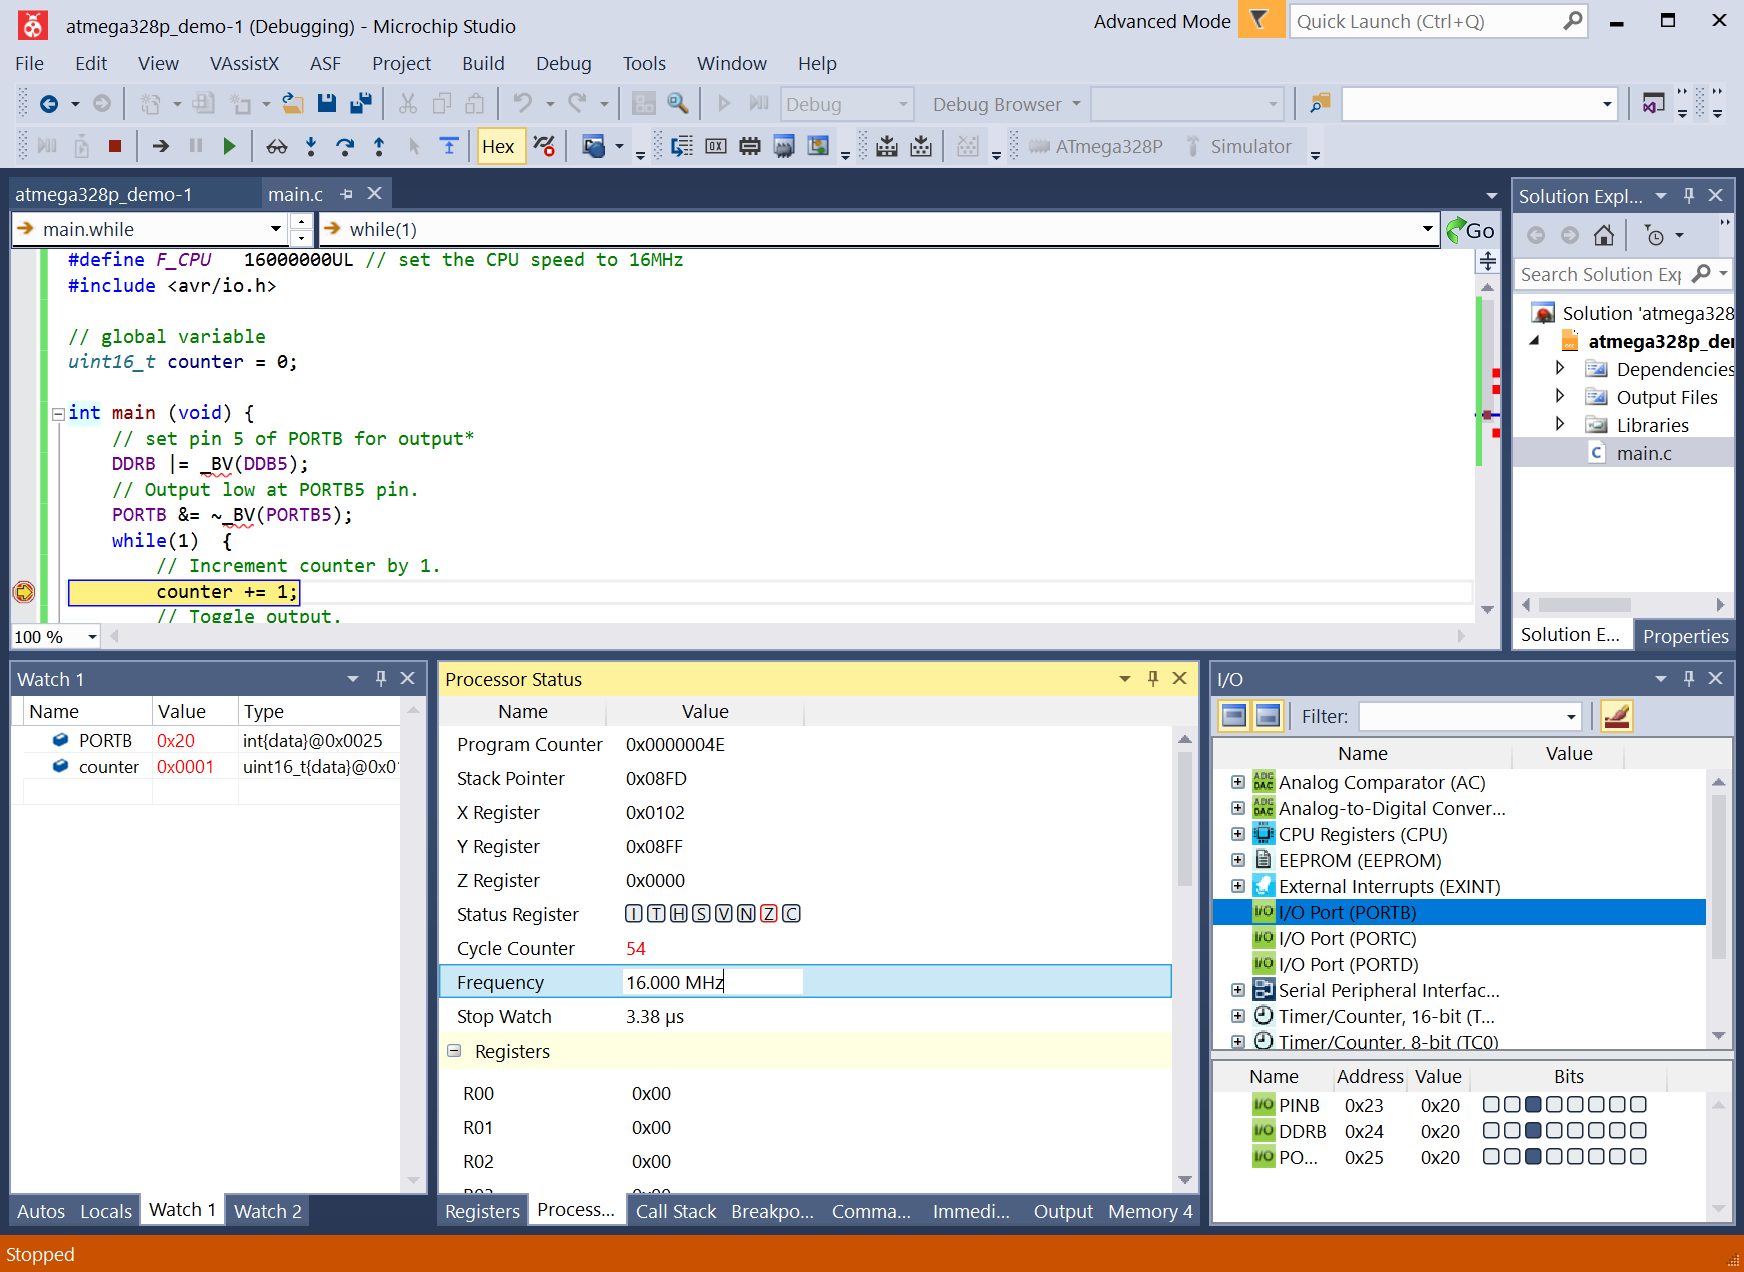 atmega328p_demo-1 (Debugging) - Microchip Studio
Advanced Mode
Quick Launch (Ctrl+Q)
File Edit View VAssistX ASF Project Build Debug Tools Window Help
Debug
Debug Browser
Hex
ATmega328P
Simulator
atmega328p_demo-1
main.c
main.while
while(1)
Go
#define F_CPU   16000000UL // set the CPU speed to 16MHz
#include <avr/io.h>
// global variable
uint16_t counter = 0;
int main (void) {
// set pin 5 of PORTB for output*
DDRB |= _BV(DDB5);
// Output low at PORTB5 pin.
PORTB &= ~_BV(PORTB5);
while(1)  {
// Increment counter by 1.
counter += 1;
// Toggle output.
100 %
Solution Expl...
Search Solution Exp
Solution 'atmega328
atmega328p_de
Dependencies
Output Files
Libraries
main.c
Solution E...
Properties
Watch 1
Name Value Type
PORTB 0x20 int{data}@0x0025
counter 0x0001 uint16_t{data}@0x01
Autos Locals Watch 1 Watch 2
Processor Status
Name Value
Program Counter 0x0000004E
Stack Pointer 0x08FD
X Register 0x0102
Y Register 0x08FF
Z Register 0x0000
Status Register I T H S V N Z C
Cycle Counter 54
Frequency 16.000 MHz
Stop Watch 3.38 µs
Registers
R00 0x00
R01 0x00
R02 0x00
R03 0x00
Registers Process... Call Stack Breakpo... Comma... Immedi... Output Memory 4
I/O
Filter:
Name Value
Analog Comparator (AC)
Analog-to-Digital Conver...
CPU Registers (CPU)
EEPROM (EEPROM)
External Interrupts (EXINT)
I/O Port (PORTB)
I/O Port (PORTC)
I/O Port (PORTD)
Serial Peripheral Interfac...
Timer/Counter, 16-bit (T...
Timer/Counter, 8-bit (TC0)
Name Address Value Bits
I/O PINB 0x23 0x20
I/O DDRB 0x24 0x20
I/O PO... 0x25 0x20
Stopped